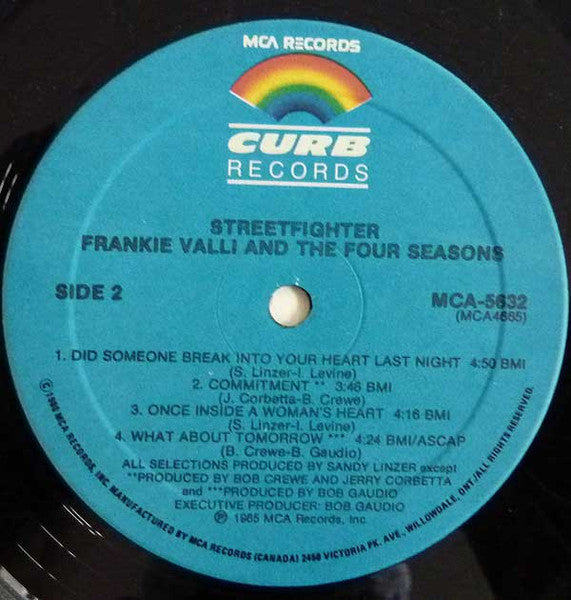 MCA RECORDS
CURB
RECORDS
STREETFIGHTER
FRANKIE VALLI AND THE FOUR SEASONS
SIDE 2
MCA-5632
(MCA4665)
1. DID SOMEONE BREAK INTO YOUR HEART LAST NIGHT 4:50 BMI
(S. Linzer-I. Levine)
2. COMMITMENT ** 3:46 BMI
(J. Corbetta-B. Crewe)
3. ONCE INSIDE A WOMAN'S HEART 4:16 BMI
(S. Linzer-I. Levine)
4. WHAT ABOUT TOMORROW *** 4:24 BMI/ASCAP
(B. Crewe-B. Gaudio)
ALL SELECTIONS PRODUCED BY SANDY LINZER except
**PRODUCED BY BOB CREWE AND JERRY CORBETTA
***PRODUCED BY BOB GAUDIO
EXECUTIVE PRODUCER: BOB GAUDIO
℗ 1985 MCA Records, Inc.
©1985 MCA RECORDS, INC. MANUFACTURED BY MCA RECORDS (CANADA) 2450 VICTORIA PK. AVE., WILLOWDALE, ONT./ALL RIGHTS RESERVED.